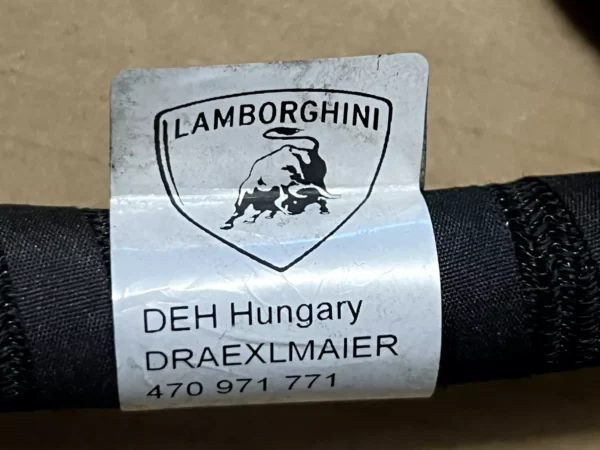 LAMBORGHINI
DEH Hungary
DRAEXLMAIER
470 971 771